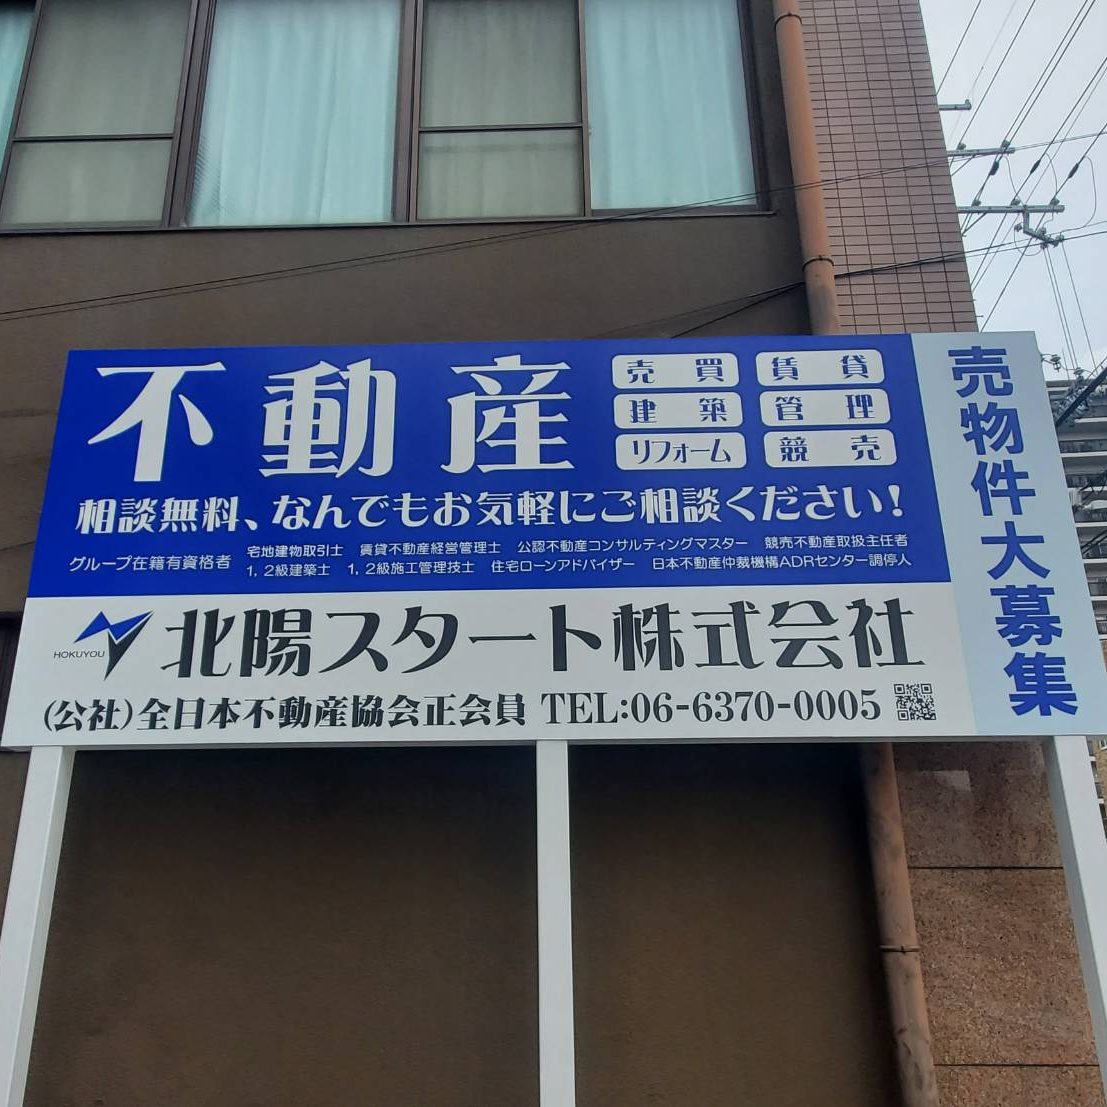 不動産
売買 賃貸
建築 管理
リフォーム 競売
相談無料、なんでもお気軽にご相談ください!
グループ在籍有資格者
宅地建物取引士 賃貸不動産経営管理士 公認不動産コンサルティングマスター 競売不動産取扱主任者
1,2級建築士 1,2級施工管理技士 住宅ローンアドバイザー 日本不動産仲裁機構ADRセンター調停人
HOKUYOU
北陽スタート株式会社
(公社)全日本不動産協会正会員 TEL:06-6370-0005
売物件大募集